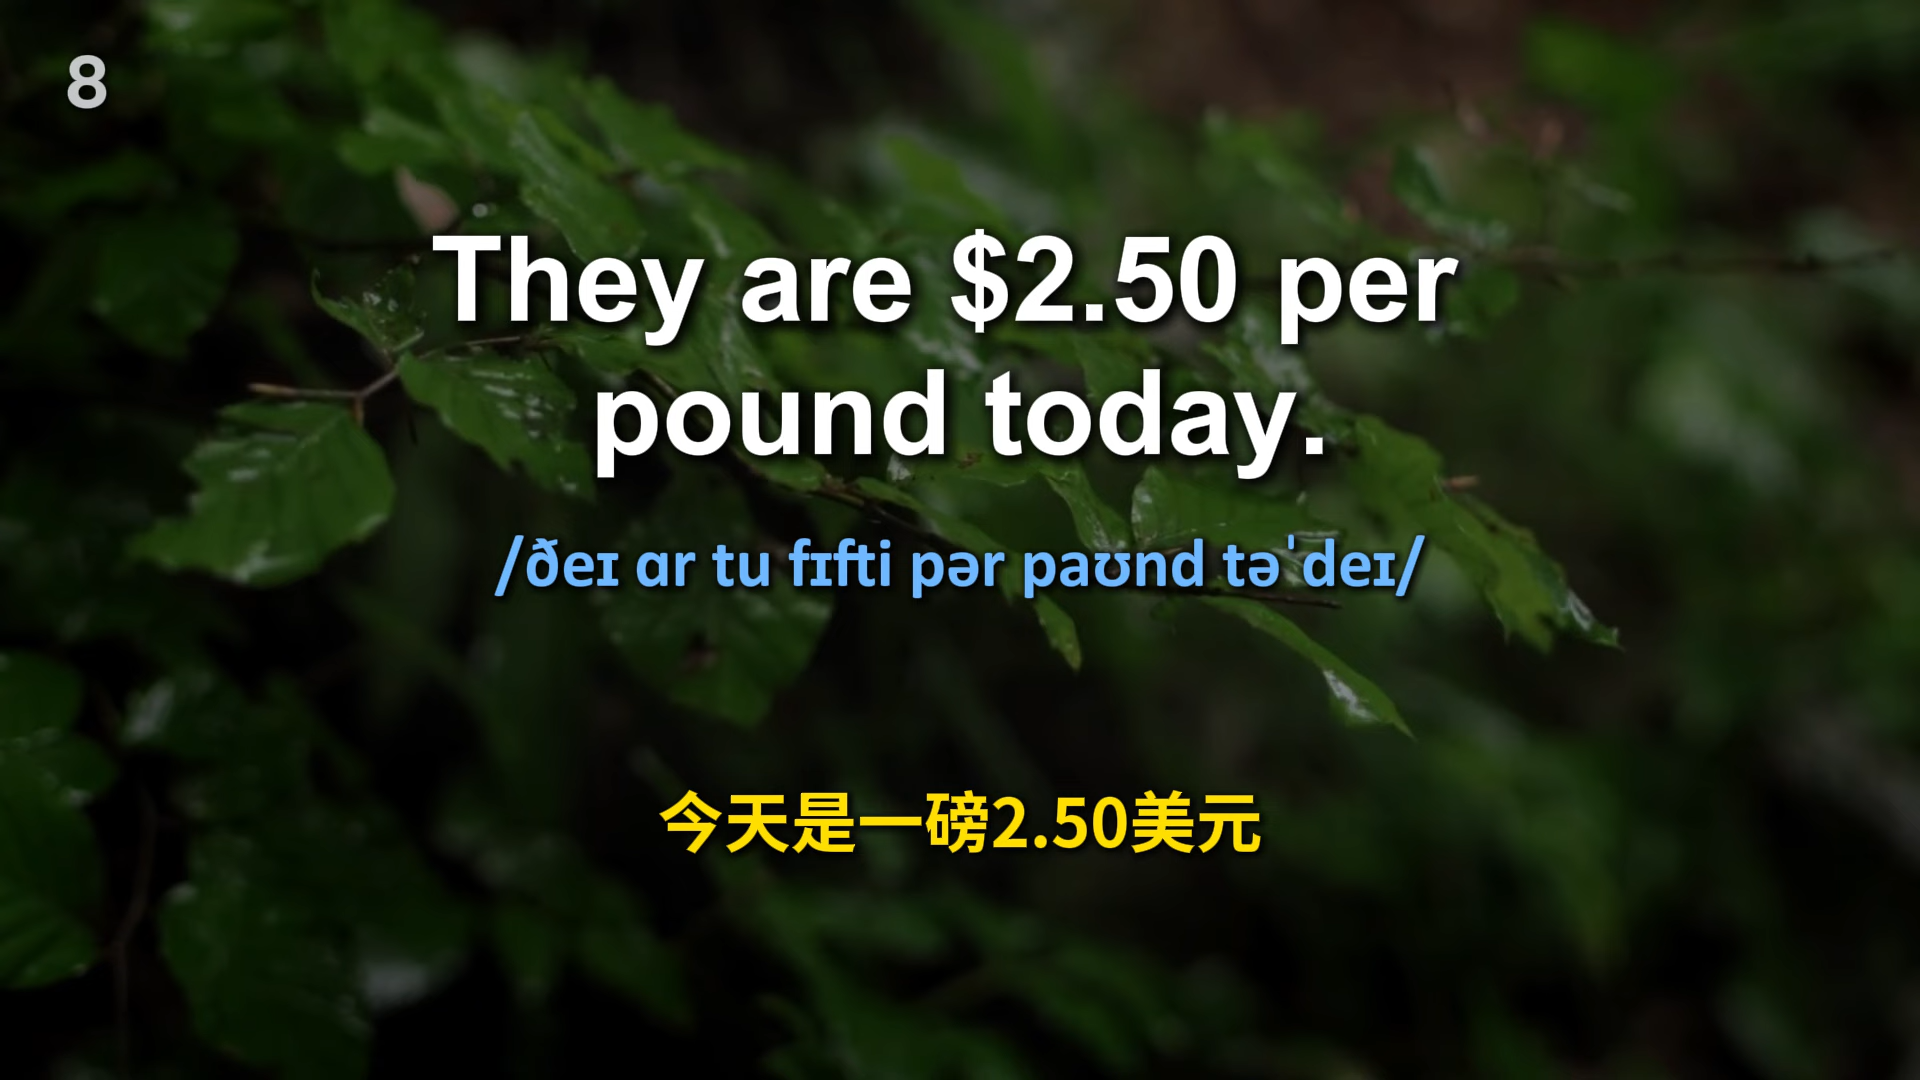 8
They are $2.50 per
pound today.
/ðeɪ ɑr tu fɪfti pər paʊnd təˈdeɪ/
今天是一磅2.50美元